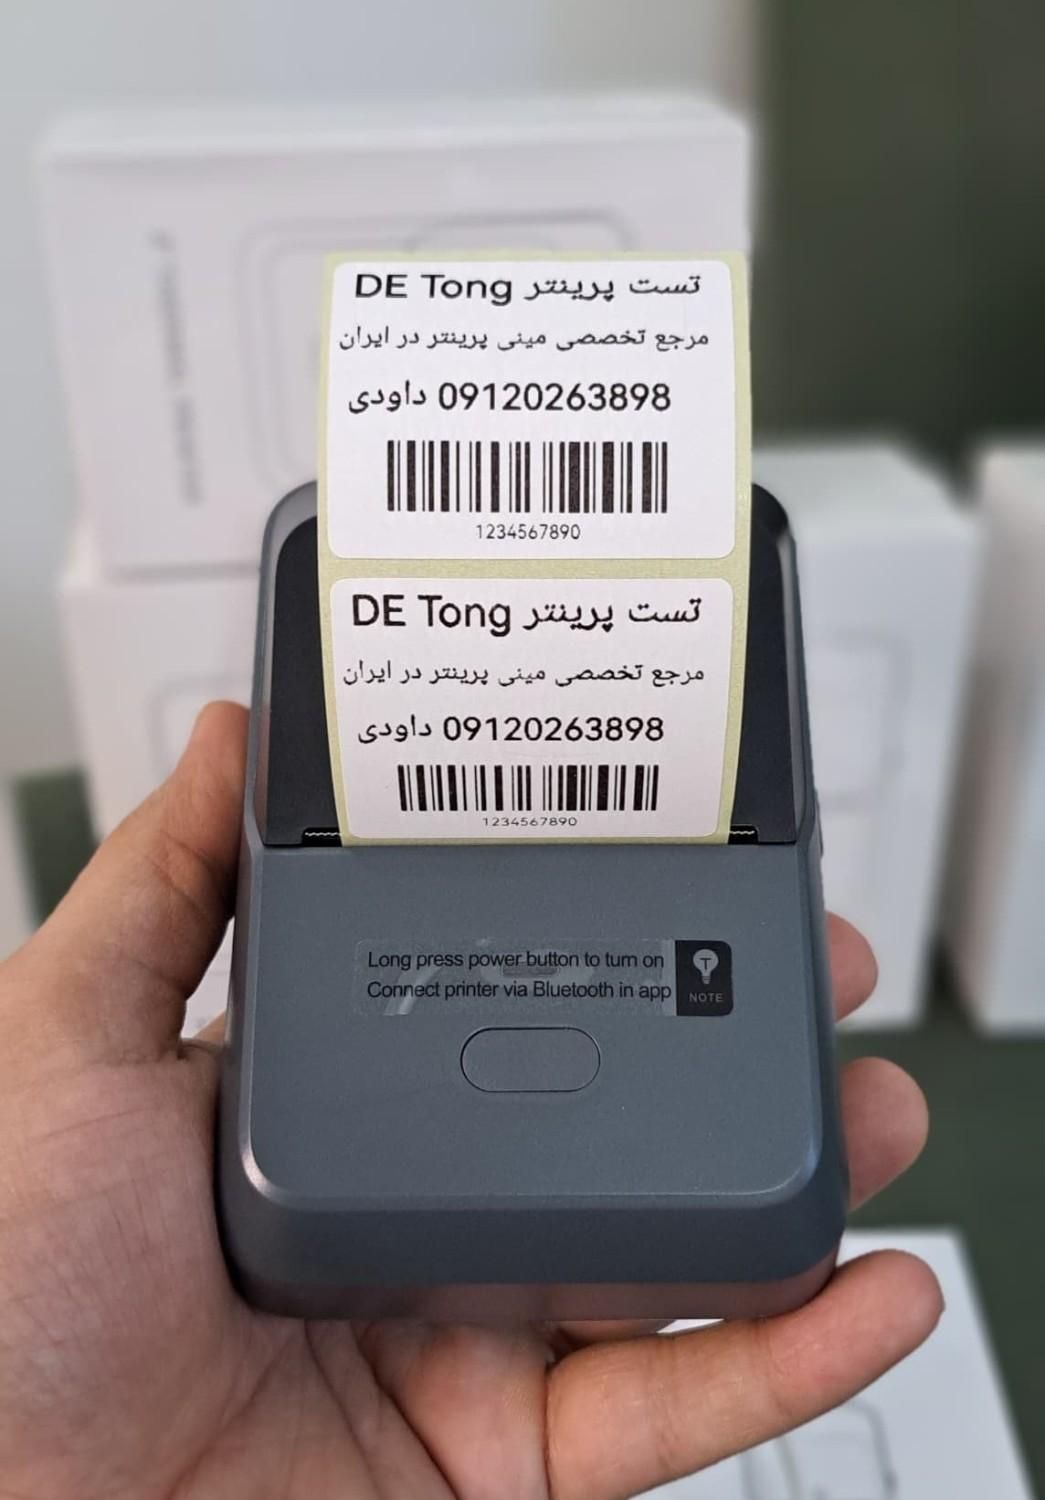 تست پرینتر DE Tong
مرجع تخصصی مینی پرینتر در ایران
09120263898 داودی
1234567890
تست پرینتر DE Tong
مرجع تخصصی مینی پرینتر در ایران
09120263898 داودی
1234567890
Long press power button to turn on
Connect printer via Bluetooth in app
T
NOTE